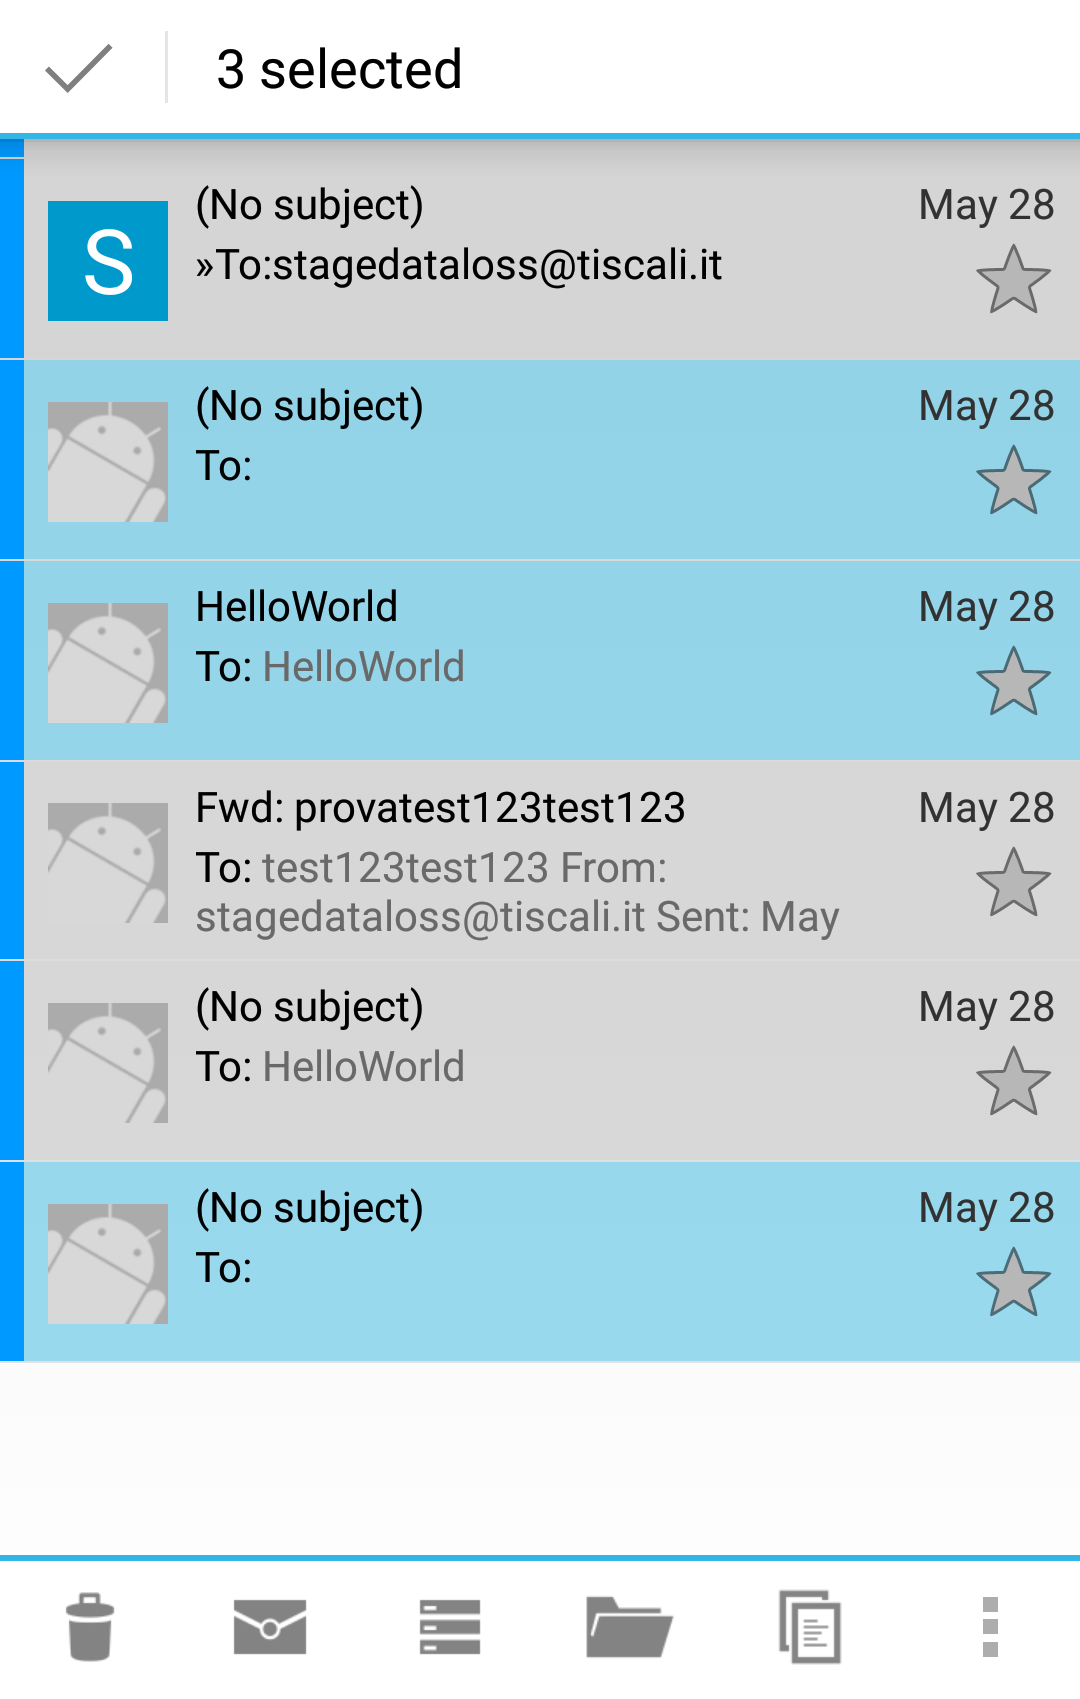 3 selected
(No subject)
May 28
S
»To:stagedataloss@tiscali.it
(No subject)
May 28
To:
HelloWorld
May 28
To: HelloWorld
Fwd: provatest123test123
May 28
To: test123test123 From:
stagedataloss@tiscali.it Sent: May
(No subject)
May 28
To: HelloWorld
(No subject)
May 28
To: